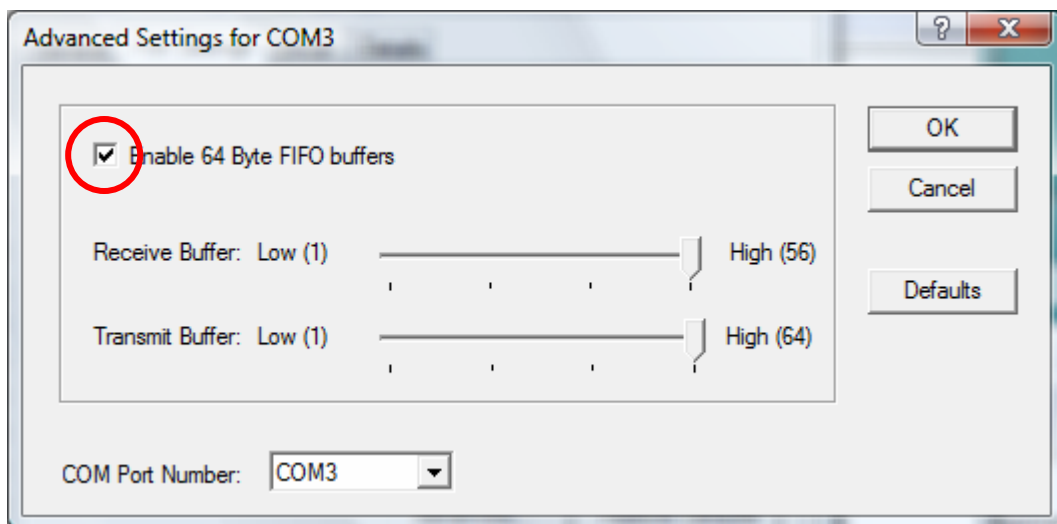 Advanced Settings for COM3
Enable 64 Byte FIFO buffers
OK
Cancel
Receive Buffer: Low (1) High (56)
Defaults
Transmit Buffer: Low (1) High (64)
COM Port Number: COM3